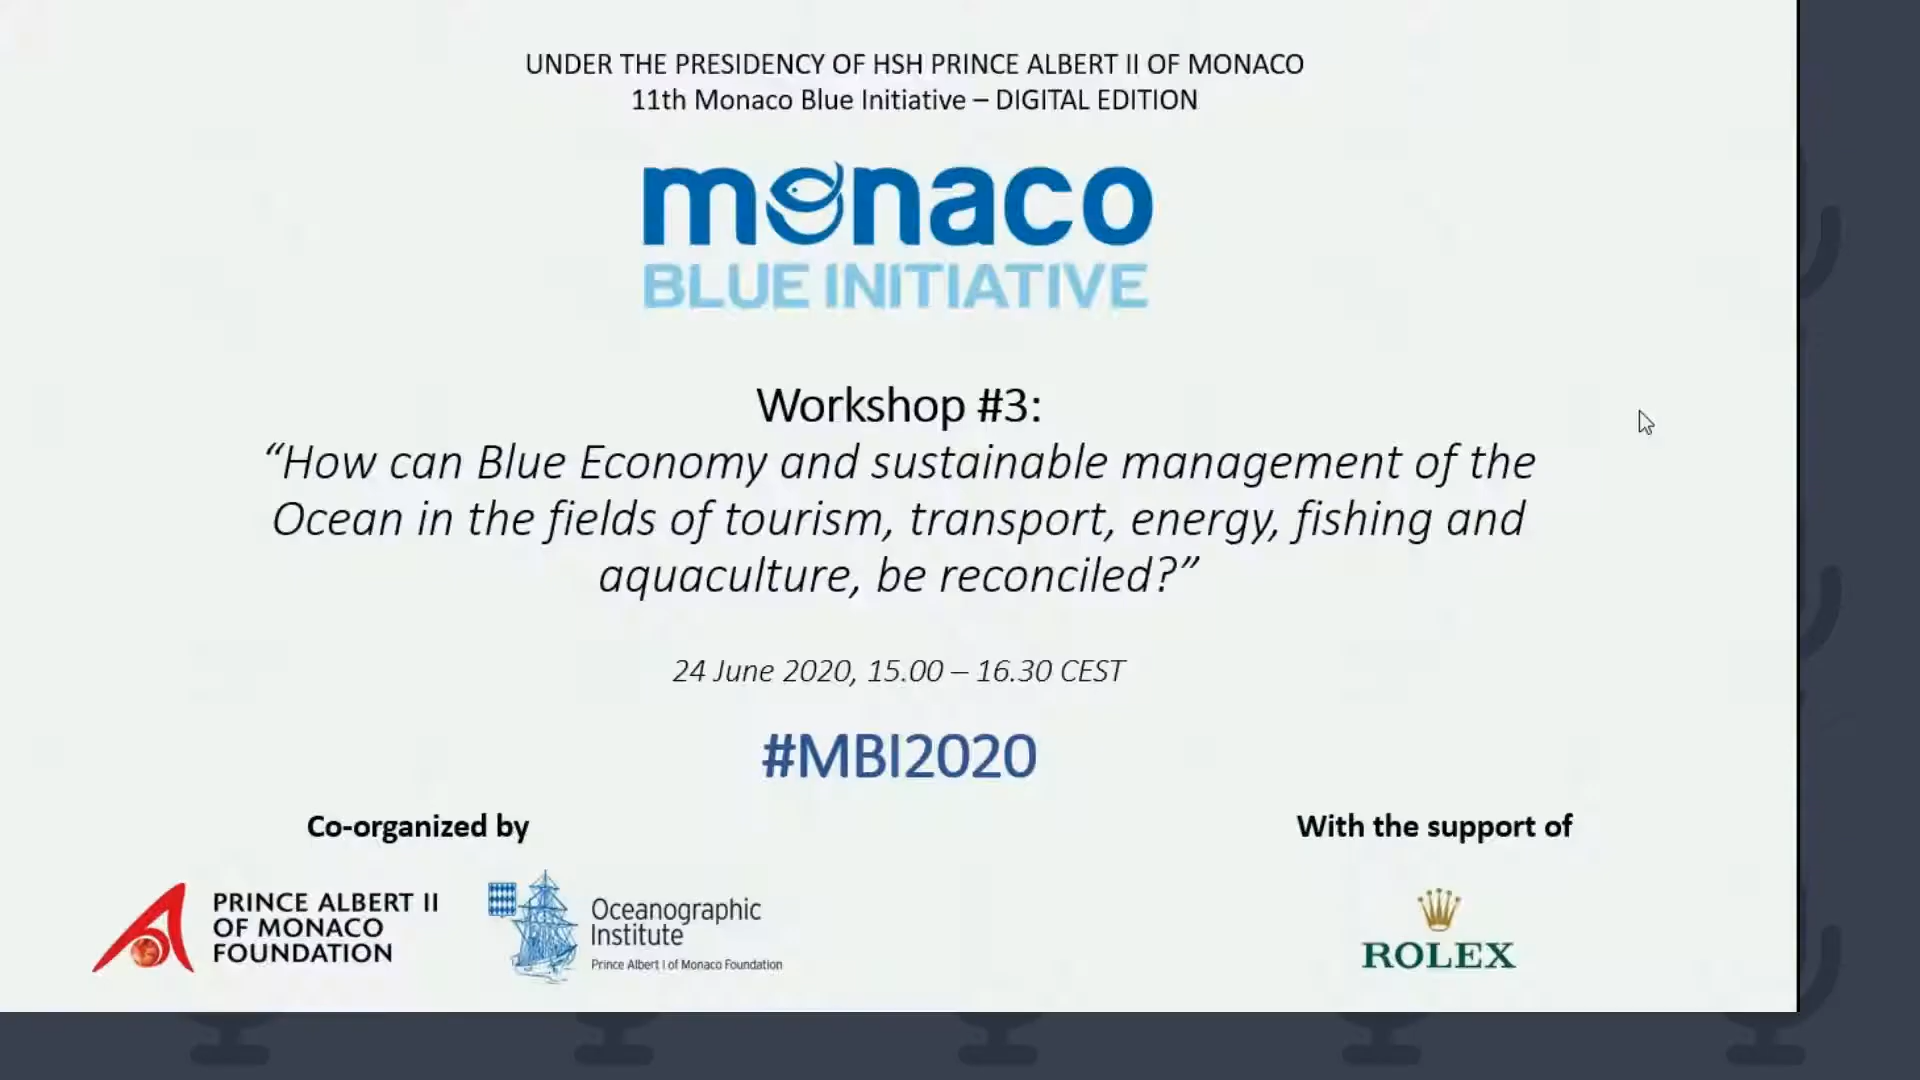 UNDER THE PRESIDENCY OF HSH PRINCE ALBERT II OF MONACO
11th Monaco Blue Initiative – DIGITAL EDITION
monaco
BLUE INITIATIVE
Workshop #3:
“How can Blue Economy and sustainable management of the
Ocean in the fields of tourism, transport, energy, fishing and
aquaculture, be reconciled?”
24 June 2020, 15.00 – 16.30 CEST
#MBI2020
Co-organized by
PRINCE ALBERT II
OF MONACO
FOUNDATION
Oceanographic
Institute
Prince Albert I of Monaco Foundation
With the support of
ROLEX